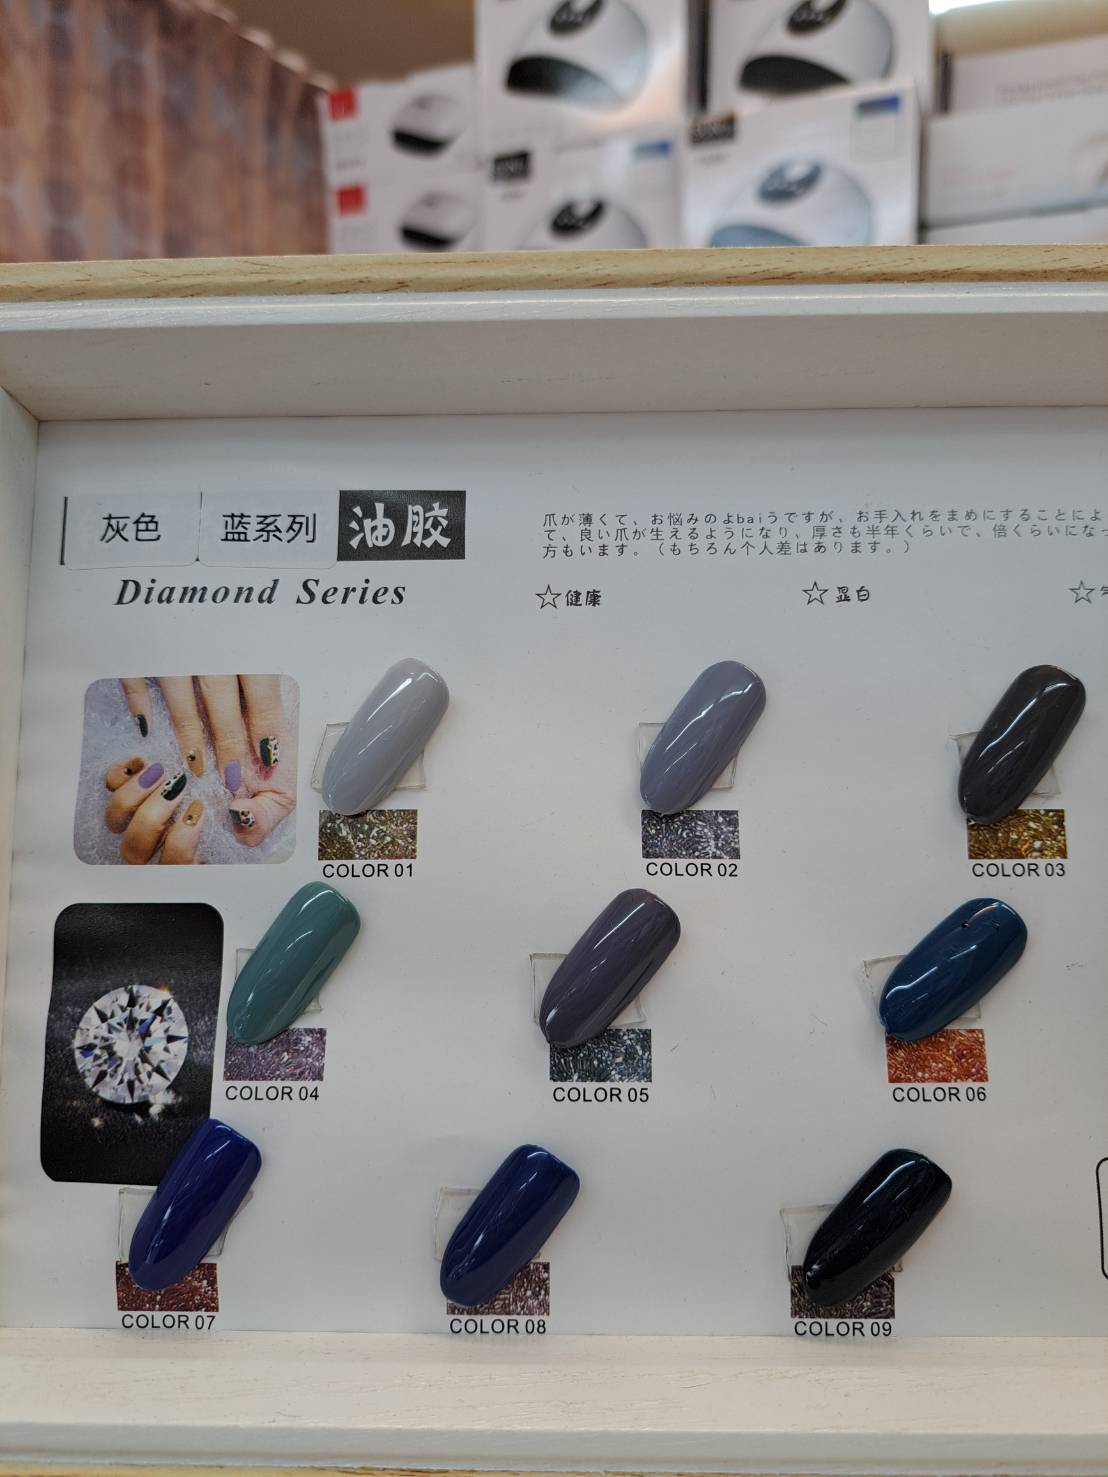 灰色 蓝系列 油胶
Diamond Series
爪が薄くて、お悩みのよbaiうですが、お手入れをまめにすることによ
て、良い爪が生えるようになり、厚さも半年くらいで、倍くらいになっ
方もいます。（もちろん个人差はあります。）
☆健康 ☆显白 ☆
COLOR 01 COLOR 02 COLOR 03
COLOR 04 COLOR 05 COLOR 06
COLOR 07 COLOR 08 COLOR 09